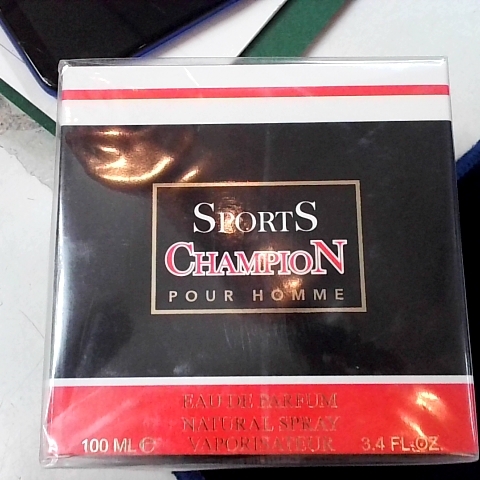 SPORTS
CHAMPION
POUR HOMME
EAU DE PARFUM
NATURAL SPRAY
100 ML ℮ VAPORISATEUR 3.4 FL.OZ.